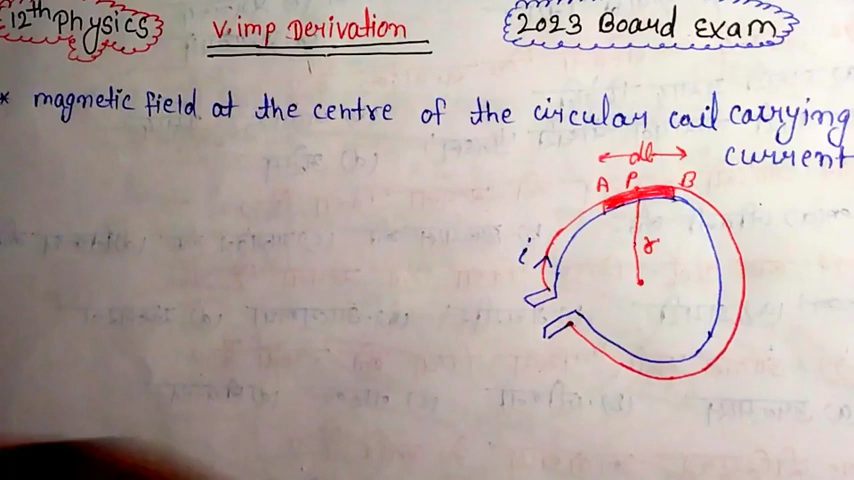 12th Physics
V. imp Derivation
2023 Board Exam
* magnetic field at the centre of the circular coil carrying
current
dl
A P B
i
r